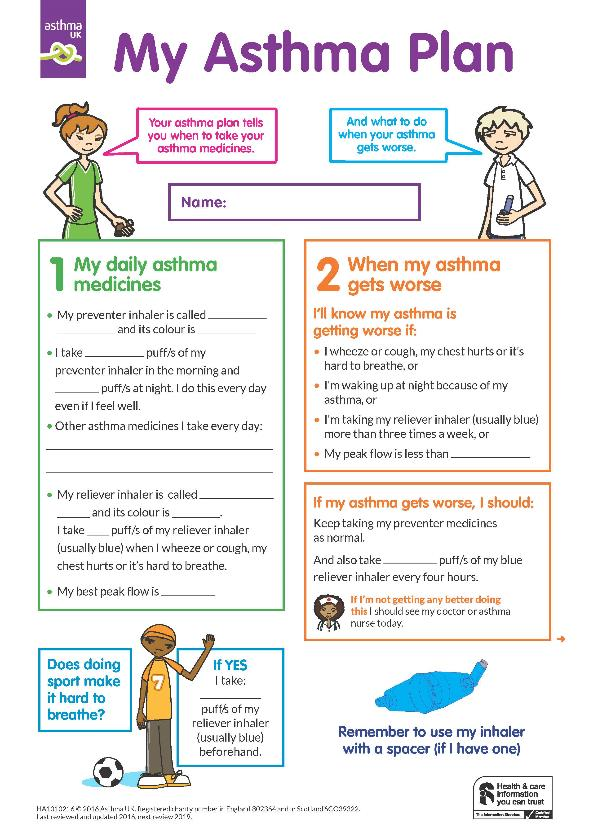 asthma
UK
My Asthma Plan
Your asthma plan tells
you when to take your
asthma medicines.
And what to do
when your asthma
gets worse.
Name:
1 My daily asthma
medicines
• My preventer inhaler is called __________
__________ and its colour is __________
• I take __________ puff/s of my
preventer inhaler in the morning and
________ puff/s at night. I do this every day
even if I feel well.
• Other asthma medicines I take every day:
• My reliever inhaler is called ____________
______ and its colour is ________.
I take ____ puff/s of my reliever inhaler
(usually blue) when I wheeze or cough, my
chest hurts or it's hard to breathe.
• My best peak flow is _________
2 When my asthma
gets worse
I'll know my asthma is
getting worse if:
• I wheeze or cough, my chest hurts or it's
hard to breathe, or
• I'm waking up at night because of my
asthma, or
• I'm taking my reliever inhaler (usually blue)
more than three times a week, or
• My peak flow is less than _____________
If my asthma gets worse, I should:
Keep taking my preventer medicines
as normal.
And also take _________ puff/s of my blue
reliever inhaler every four hours.
If I'm not getting any better doing
this I should see my doctor or asthma
nurse today.
Does doing
sport make
it hard to
breathe?
7
If YES
I take:
__________
puff/s of my
reliever inhaler
(usually blue)
beforehand.
Remember to use my inhaler
with a spacer (if I have one)
HA1010216 © 2016 Asthma UK. Registered charity number in England 802364 and in Scotland SCO39322.
Last reviewed and updated 2016, next review 2019.
Health & care
information
you can trust
The Information Standard